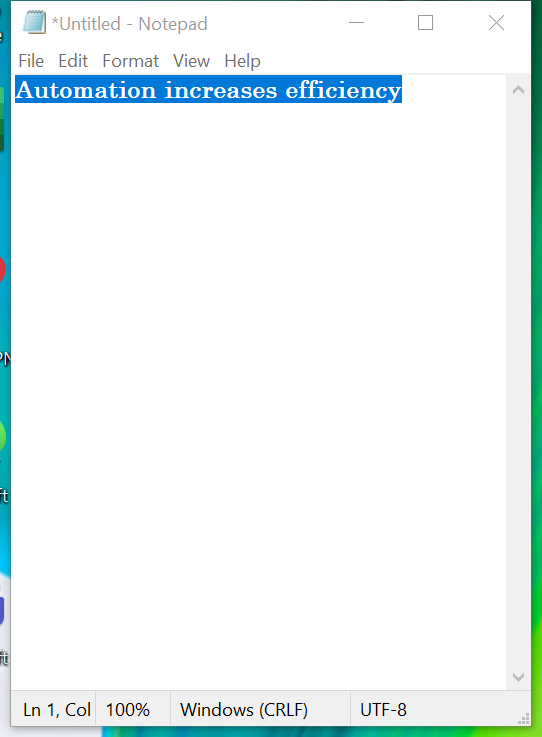 *Untitled - Notepad
File Edit Format View Help
Automation increases efficiency
Ln 1, Col 100% Windows (CRLF) UTF-8